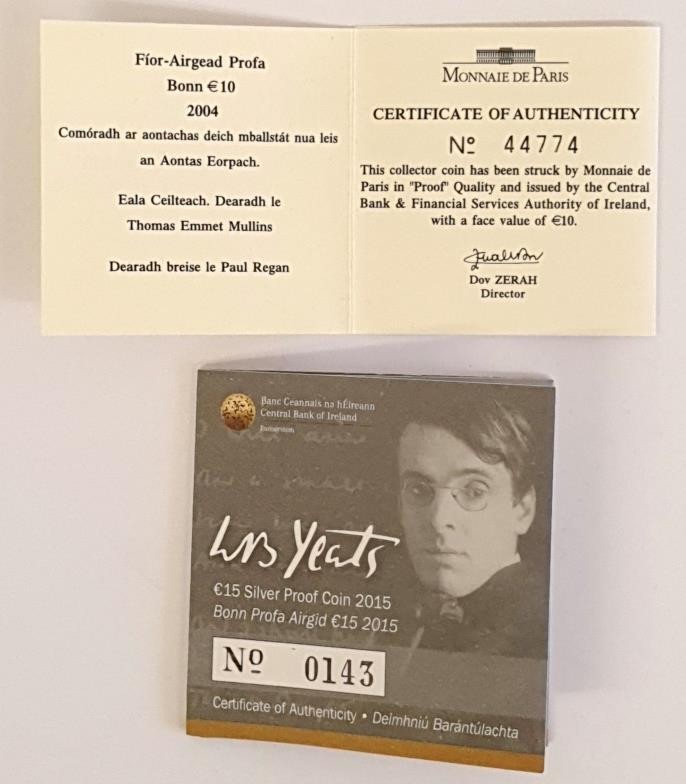 Fíor-Airgead Profa
Bonn €10
2004
Comóradh ar aontachas deich mballstát nua leis
an Aontas Eorpach.
Eala Ceilteach. Dearadh le
Thomas Emmet Mullins
Dearadh breise le Paul Regan
MONNAIE DE PARIS
CERTIFICATE OF AUTHENTICITY
Nº 44774
This collector coin has been struck by Monnaie de
Paris in "Proof" Quality and issued by the Central
Bank & Financial Services Authority of Ireland,
with a face value of €10.
Dov ZERAH
Director
Banc Ceannais na hÉireann
Central Bank of Ireland
Eurosystem
WB Yeats
€15 Silver Proof Coin 2015
Bonn Profa Airgid €15 2015
Nº 0143
Certificate of Authenticity • Deimhniú Barántúlachta